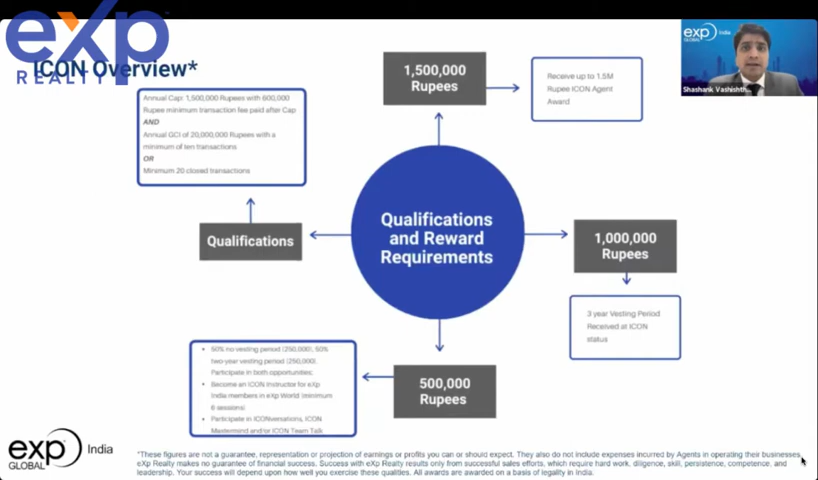 eXp
REALTY
ICON Overview*
eXp
GLOBAL
India
Shashank Vashishth...
1,500,000
Rupees
Receive up to 1.5M
Rupee ICON Agent
Award
Annual Cap: 1,500,000 Rupees with 600,000
Rupee minimum transaction fee paid after Cap
AND
Annual GCI of 20,000,000 Rupees with a
minimum of ten transactions
OR
Minimum 20 closed transactions
Qualifications
Qualifications
and Reward
Requirements
1,000,000
Rupees
3 year Vesting Period
Received at ICON
status
50% no vesting period (250,000), 50%
two-year vesting period (250,000).
Participate in both opportunities;
Become an ICON Instructor for eXp
India members in eXp World (minimum
6 sessions)
Participate in ICONversations, ICON
Mastermind and/or ICON Team Talk
500,000
Rupees
exp
GLOBAL
India
*These figures are not a guarantee, representation or projection of earnings or profits you can or should expect. They also do not include expenses incurred by Agents in operating their businesses.
eXp Realty makes no guarantee of financial success. Success with eXp Realty results only from successful sales efforts, which require hard work, diligence, skill, persistence, competence, and
leadership. Your success will depend upon how well you exercise these qualities. All awards are awarded on a basis of legality in India.